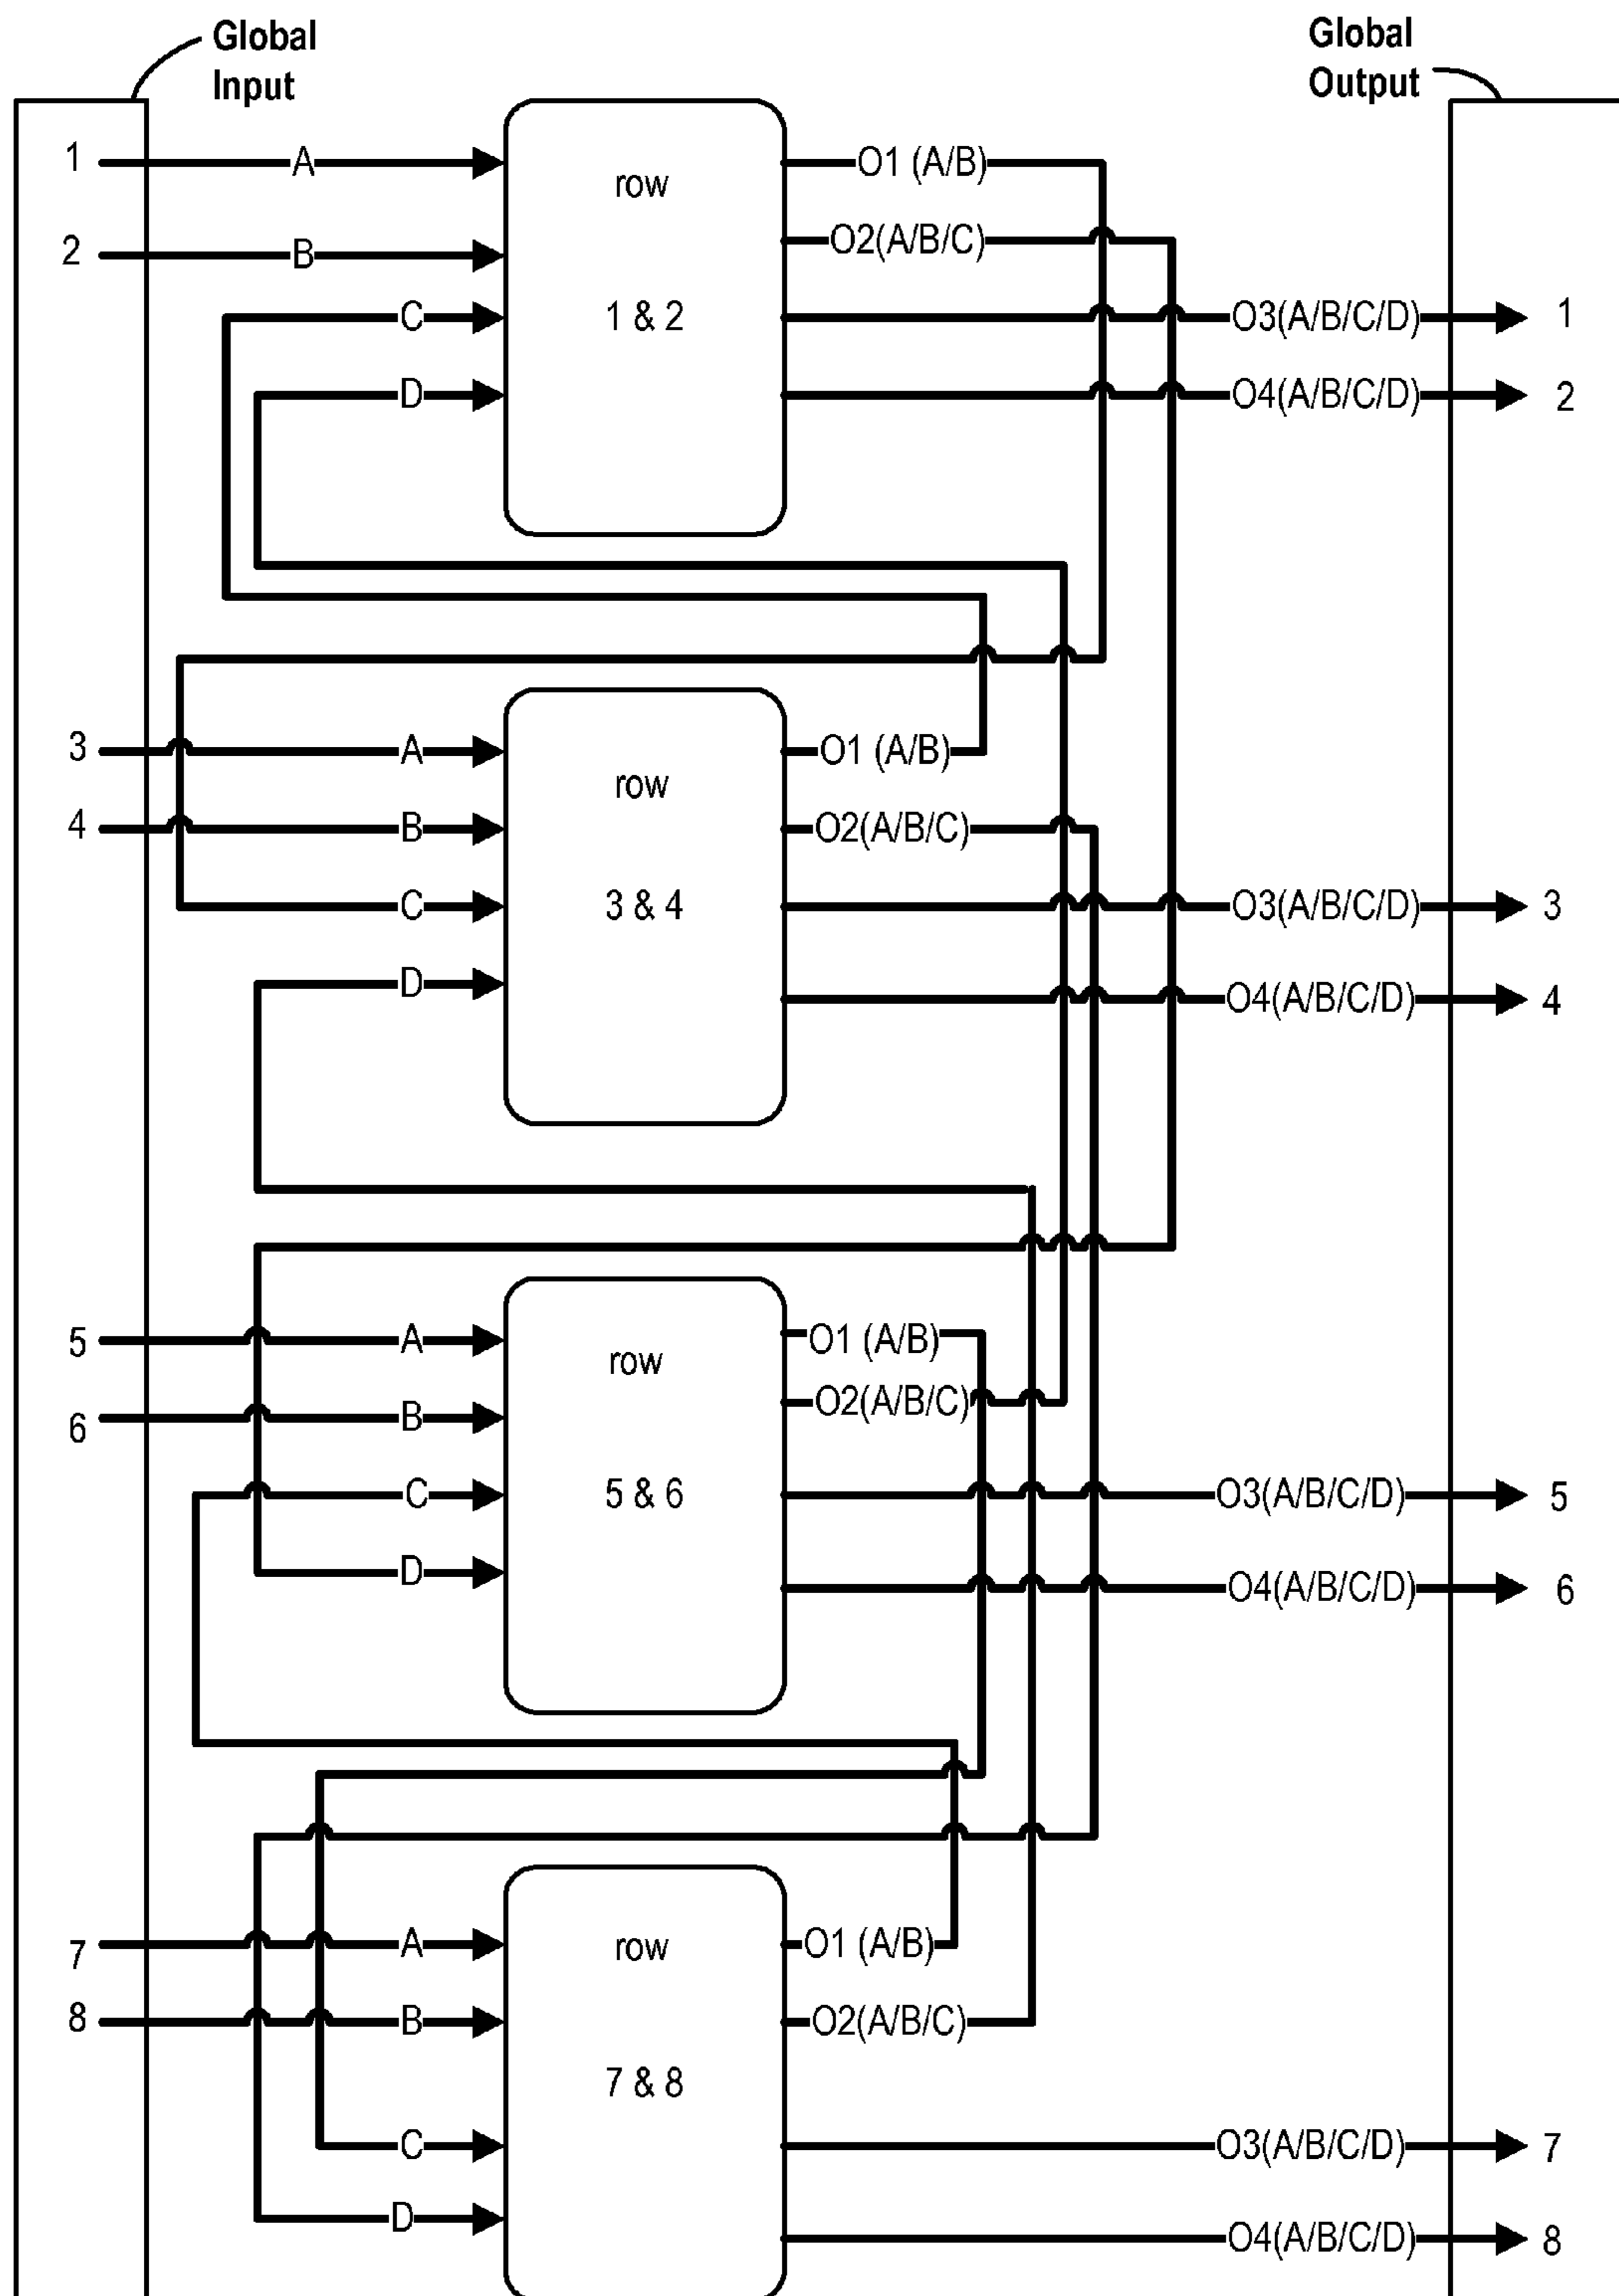 Global
Input
Global
Output
1
A
row
O1 (A/B)
2
B
O2(A/B/C)
C
1 & 2
O3(A/B/C/D)
1
D
O4(A/B/C/D)
2
3
A
row
O1 (A/B)
4
B
O2(A/B/C)
C
3 & 4
O3(A/B/C/D)
3
D
O4(A/B/C/D)
4
5
A
row
O1 (A/B)
6
B
O2(A/B/C)
C
5 & 6
O3(A/B/C/D)
5
D
O4(A/B/C/D)
6
7
A
row
O1 (A/B)
8
B
O2(A/B/C)
7 & 8
C
O3(A/B/C/D)
7
D
O4(A/B/C/D)
8